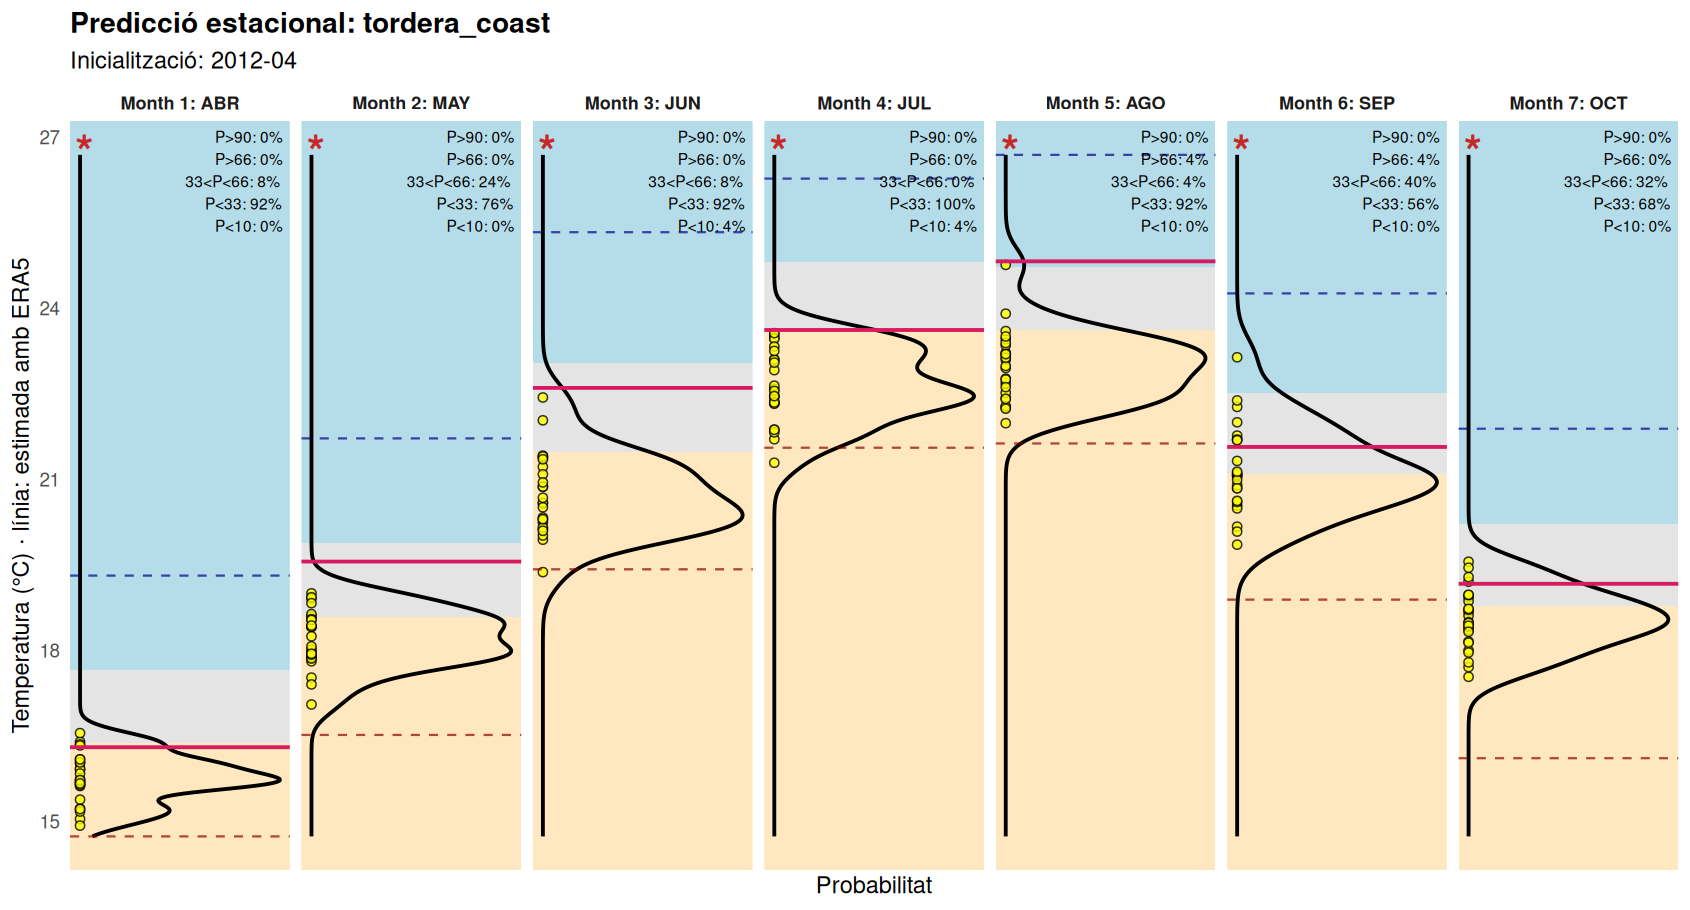 Predicció estacional: tordera_coast
Inicialització: 2012-04
Month 1: ABR
Month 2: MAY
Month 3: JUN
Month 4: JUL
Month 5: AGO
Month 6: SEP
Month 7: OCT
*
P>90: 0%
P>66: 0%
33<P<66: 8%
P<33: 92%
P<10: 0%
*
P>90: 0%
P>66: 0%
33<P<66: 24%
P<33: 76%
P<10: 0%
*
P>90: 0%
P>66: 0%
33<P<66: 8%
P<33: 92%
P<10: 4%
*
P>90: 0%
P>66: 0%
33<P<66: 0%
P<33: 100%
P<10: 4%
*
P>90: 0%
P>66: 4%
33<P<66: 4%
P<33: 92%
P<10: 0%
*
P>90: 0%
P>66: 4%
33<P<66: 40%
P<33: 56%
P<10: 0%
*
P>90: 0%
P>66: 0%
33<P<66: 32%
P<33: 68%
P<10: 0%
27
24
21
18
15
Temperatura (°C) · línia: estimada amb ERA5
Probabilitat